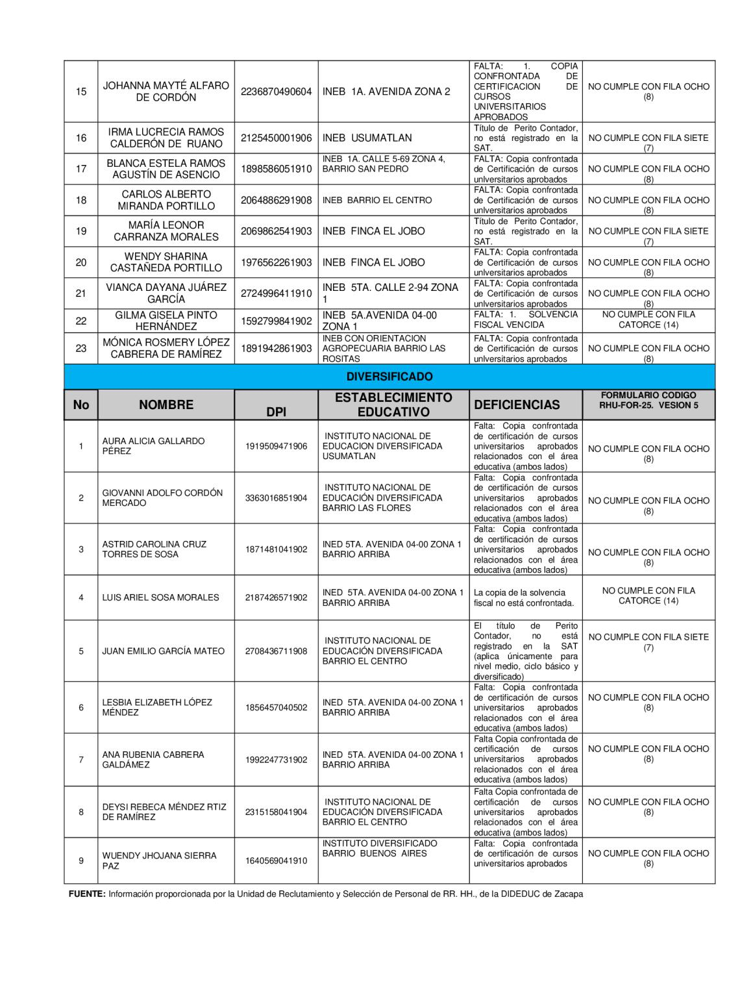 15
JOHANNA MAYTÉ ALFARO
DE CORDÓN
2236870490604
INEB  1A. AVENIDA ZONA 2
FALTA: 1. COPIA
CONFRONTADA DE
CERTIFICACION DE
CURSOS
UNIVERSITARIOS
APROBADOS
NO CUMPLE CON FILA OCHO
(8)
16
IRMA LUCRECIA RAMOS
CALDERÓN DE  RUANO
2125450001906
INEB  USUMATLAN
Título de  Perito Contador,
no está registrado en la
SAT.
NO CUMPLE CON FILA SIETE
(7)
17
BLANCA ESTELA RAMOS
AGUSTÍN DE ASENCIO
1898586051910
INEB  1A. CALLE 5-69 ZONA 4,
BARRIO SAN PEDRO
FALTA: Copia confrontada
de Certificación de cursos
unIversitarios aprobados
NO CUMPLE CON FILA OCHO
(8)
18
CARLOS ALBERTO
MIRANDA PORTILLO
2064886291908
INEB  BARRIO EL CENTRO
FALTA: Copia confrontada
de Certificación de cursos
unIversitarios aprobados
NO CUMPLE CON FILA OCHO
(8)
19
MARÍA LEONOR
CARRANZA MORALES
2069862541903
INEB  FINCA EL JOBO
Título de  Perito Contador,
no está registrado en la
SAT.
NO CUMPLE CON FILA SIETE
(7)
20
WENDY SHARINA
CASTAÑEDA PORTILLO
1976562261903
INEB  FINCA EL JOBO
FALTA: Copia confrontada
de Certificación de cursos
unIversitarios aprobados
NO CUMPLE CON FILA OCHO
(8)
21
VIANCA DAYANA JUÁREZ
GARCÍA
2724996411910
INEB  5TA. CALLE 2-94 ZONA
1
FALTA: Copia confrontada
de Certificación de cursos
unIversitarios aprobados
NO CUMPLE CON FILA OCHO
(8)
22
GILMA GISELA PINTO
HERNÁNDEZ
1592799841902
INEB  5A.AVENIDA 04-00
ZONA 1
FALTA: 1. SOLVENCIA
FISCAL VENCIDA
NO CUMPLE CON FILA
CATORCE (14)
23
MÓNICA ROSMERY LÓPEZ
CABRERA DE RAMÍREZ
1891942861903
INEB CON ORIENTACION
AGROPECUARIA BARRIO LAS
ROSITAS
FALTA: Copia confrontada
de Certificación de cursos
unIversitarios aprobados
NO CUMPLE CON FILA OCHO
(8)
DIVERSIFICADO
No
NOMBRE
DPI
ESTABLECIMIENTO
EDUCATIVO
DEFICIENCIAS
FORMULARIO CODIGO
RHU-FOR-25.  VESION 5
1
AURA ALICIA GALLARDO
PÉREZ
1919509471906
INSTITUTO NACIONAL DE
EDUCACION DIVERSIFICADA
USUMATLAN
Falta: Copia confrontada
de certificación de cursos
universitarios aprobados
relacionados con el área
educativa (ambos lados)
NO CUMPLE CON FILA OCHO
(8)
2
GIOVANNI ADOLFO CORDÓN
MERCADO
3363016851904
INSTITUTO NACIONAL DE
EDUCACIÓN DIVERSIFICADA
BARRIO LAS FLORES
Falta: Copia confrontada
de certificación de cursos
universitarios aprobados
relacionados con el área
educativa (ambos lados)
NO CUMPLE CON FILA OCHO
(8)
3
ASTRID CAROLINA CRUZ
TORRES DE SOSA
1871481041902
INED 5TA. AVENIDA 04-00 ZONA 1
BARRIO ARRIBA
Falta: Copia confrontada
de certificación de cursos
universitarios aprobados
relacionados con el área
educativa (ambos lados)
NO CUMPLE CON FILA OCHO
(8)
4
LUIS ARIEL SOSA MORALES
2187426571902
INED  5TA. AVENIDA 04-00 ZONA 1
BARRIO ARRIBA
La copia de la solvencia
fiscal no está confrontada.
NO CUMPLE CON FILA
CATORCE (14)
5
JUAN EMILIO GARCÍA MATEO
2708436711908
INSTITUTO NACIONAL DE
EDUCACIÓN DIVERSIFICADA
BARRIO EL CENTRO
El título de Perito
Contador, no está
registrado en la SAT
(aplica únicamente para
nivel medio, ciclo básico y
diversificado)
NO CUMPLE CON FILA SIETE
(7)
6
LESBIA ELIZABETH LÓPEZ
MÉNDEZ
1856457040502
INED  5TA. AVENIDA 04-00 ZONA 1
BARRIO ARRIBA
Falta: Copia confrontada
de certificación de cursos
universitarios aprobados
relacionados con el área
educativa (ambos lados)
NO CUMPLE CON FILA OCHO
(8)
7
ANA RUBENIA CABRERA
GALDÁMEZ
1992247731902
INED  5TA. AVENIDA 04-00 ZONA 1
BARRIO ARRIBA
Falta Copia confrontada de
certificación de cursos
universitarios aprobados
relacionados con el área
educativa (ambos lados)
NO CUMPLE CON FILA OCHO
(8)
8
DEYSI REBECA MÉNDEZ RTIZ
DE RAMÍREZ
2315158041904
INSTITUTO NACIONAL DE
EDUCACIÓN DIVERSIFICADA
BARRIO EL CENTRO
Falta Copia confrontada de
certificación de cursos
universitarios aprobados
relacionados con el área
educativa (ambos lados)
NO CUMPLE CON FILA OCHO
(8)
9
WUENDY JHOJANA SIERRA
PAZ
1640569041910
INSTITUTO DIVERSIFICADO
BARRIO  BUENOS  AIRES
Falta: Copia confrontada
de certificación de cursos
universitarios aprobados
NO CUMPLE CON FILA OCHO
(8)
FUENTE: Información proporcionada por la Unidad de Reclutamiento y Selección de Personal de RR. HH., de la DIDEDUC de Zacapa